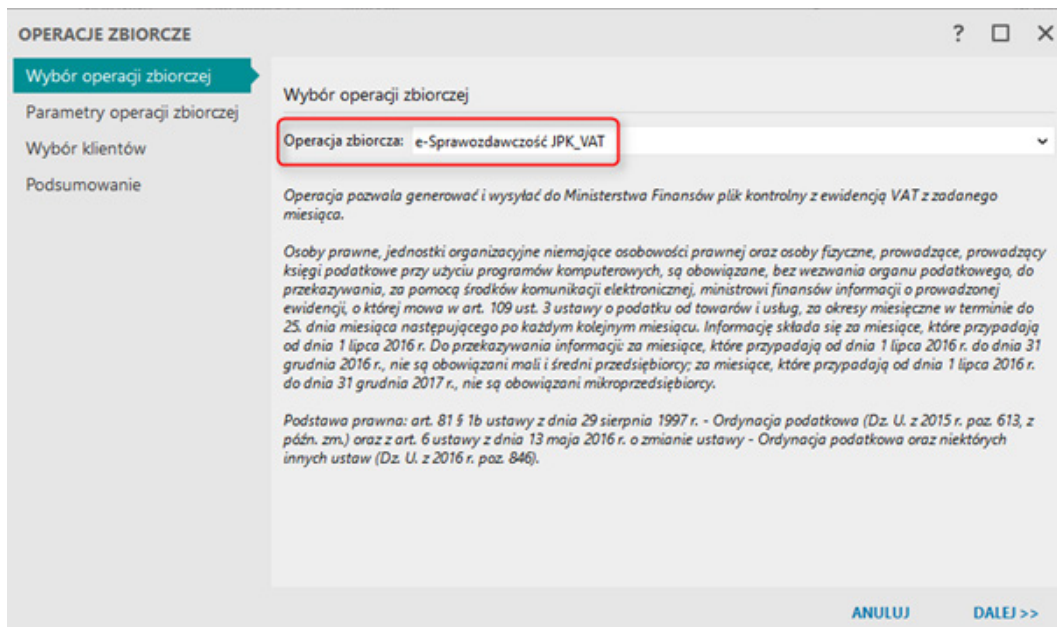 OPERACJE ZBIORCZE
?
Wybór operacji zbiorczej
Parametry operacji zbiorczej
Wybór klientów
Podsumowanie
Wybór operacji zbiorczej
Operacja zbiorcza: e-Sprawozdawczość JPK_VAT
Operacja pozwala generować i wysyłać do Ministerstwa Finansów plik kontrolny z ewidencją VAT z zadanego
miesiąca.
Osoby prawne, jednostki organizacyjne niemające osobowości prawnej oraz osoby fizyczne, prowadzące, prowadzący
księgi podatkowe przy użyciu programów komputerowych, są obowiązane, bez wezwania organu podatkowego, do
przekazywania, za pomocą środków komunikacji elektronicznej, ministrowi finansów informacji o prowadzonej
ewidencji, o której mowa w art. 109 ust. 3 ustawy o podatku od towarów i usług, za okresy miesięczne w terminie do
25. dnia miesiąca następującego po każdym kolejnym miesiącu. Informację składa się za miesiące, które przypadają
od dnia 1 lipca 2016 r. Do przekazywania informacji: za miesiące, które przypadają od dnia 1 lipca 2016 r. do dnia 31
grudnia 2016 r., nie są obowiązani mali i średni przedsiębiorcy; za miesiące, które przypadają od dnia 1 lipca 2016 r.
do dnia 31 grudnia 2017 r., nie są obowiązani mikroprzedsiębiorcy.
Podstawa prawna: art. 81 § 1b ustawy z dnia 29 sierpnia 1997 r. - Ordynacja podatkowa (Dz. U. z 2015 r. poz. 613, z
późn. zm.) oraz z art. 6 ustawy z dnia 13 maja 2016 r. o zmianie ustawy - Ordynacja podatkowa oraz niektórych
innych ustaw (Dz. U. z 2016 r. poz. 846).
ANULUJ
DALEJ >>